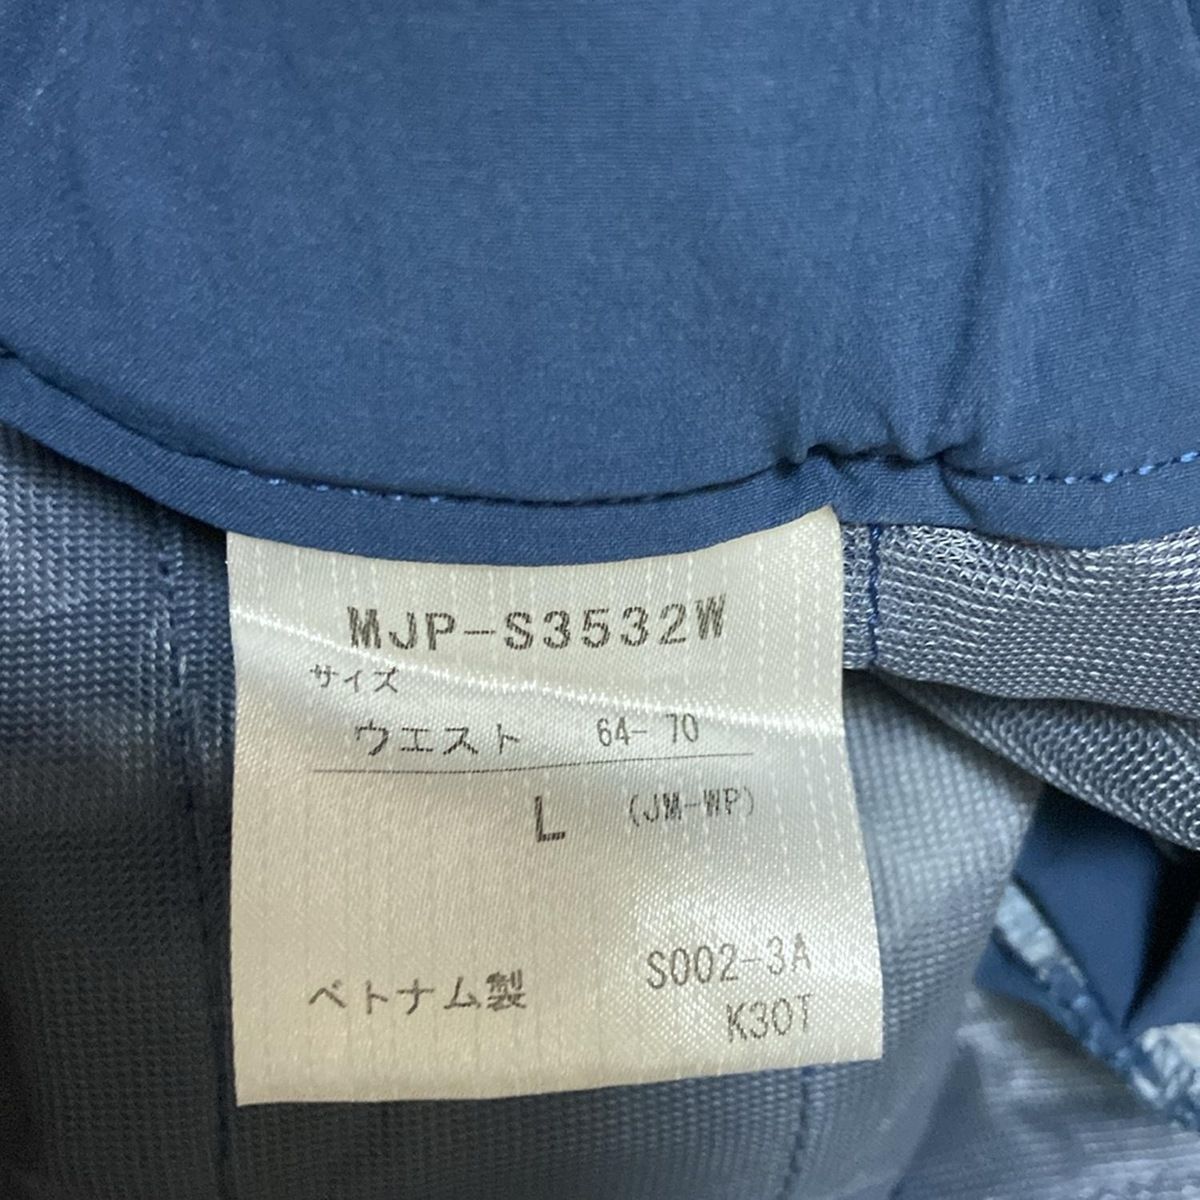 MJP-S3532W
サイズ
ウエスト 64- 70
L (JM-WP)
S002-3A
ベトナム製
K30T